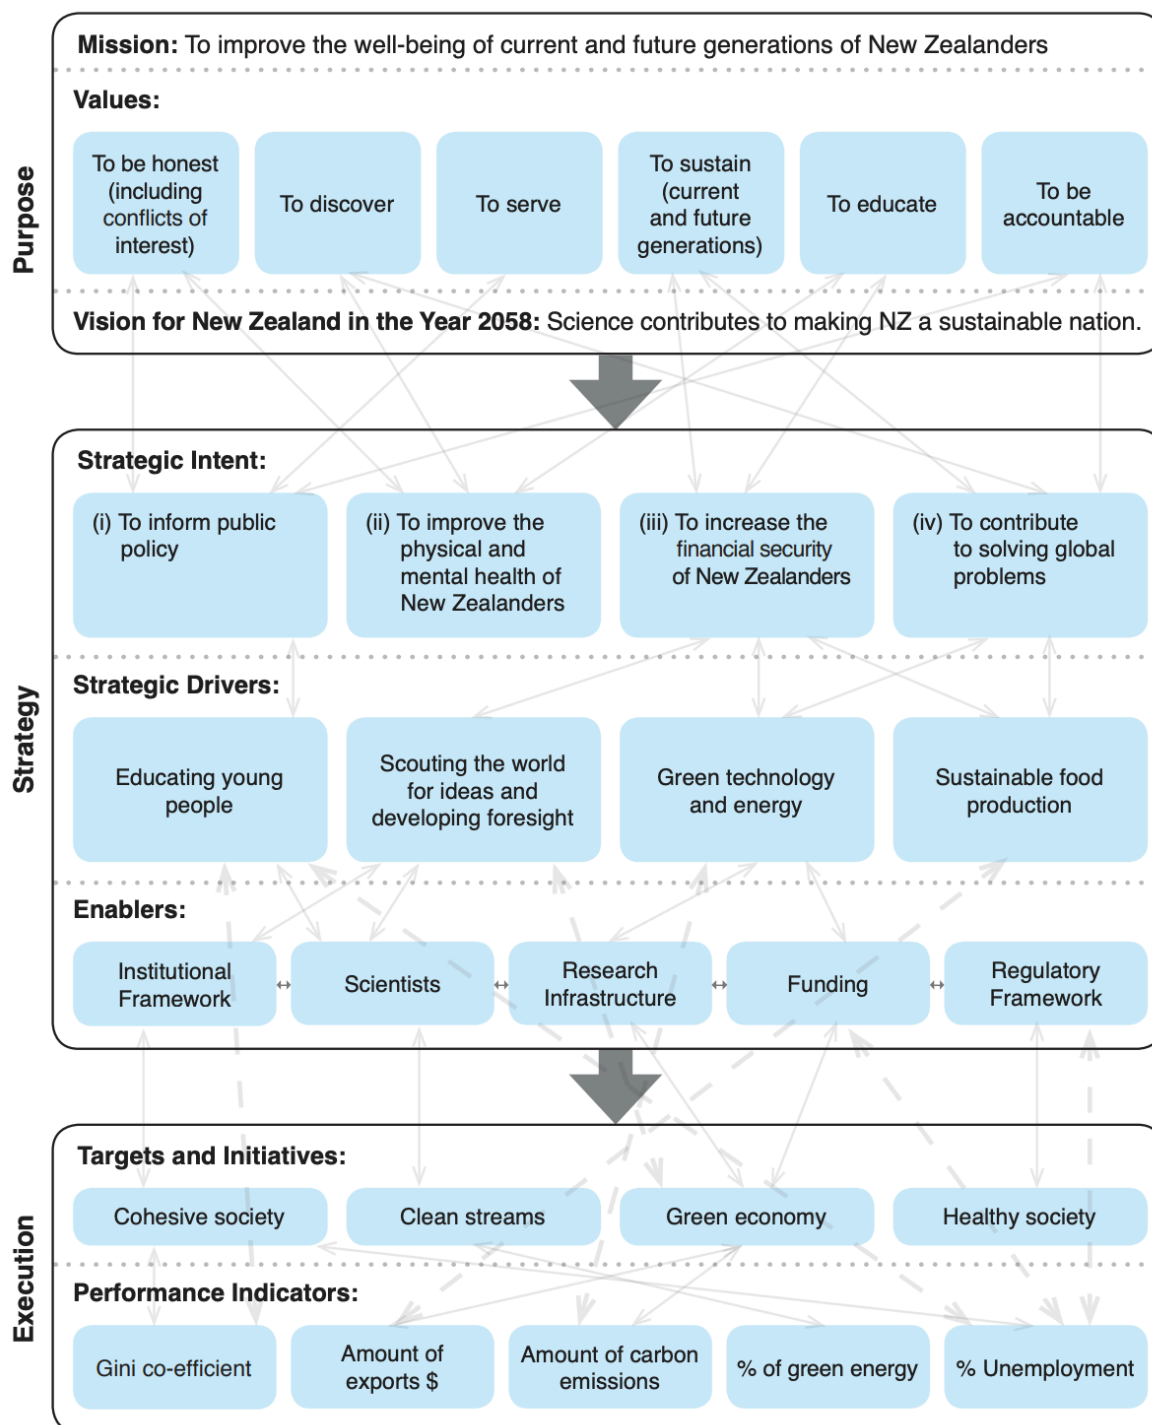 Mission: To improve the well-being of current and future generations of New Zealanders
Values:
Purpose
To be honest
(including
conflicts of
interest)
To discover
To serve
To sustain
(current
and future
generations)
To educate
To be
accountable
Vision for New Zealand in the Year 2058: Science contributes to making NZ a sustainable nation.
Strategy
Strategic Intent:
(i) To inform public
policy
(ii) To improve the
physical and
mental health of
New Zealanders
(iii) To increase the
financial security
of New Zealanders
(iv) To contribute
to solving global
problems
Strategic Drivers:
Educating young
people
Scouting the world
for ideas and
developing foresight
Green technology
and energy
Sustainable food
production
Enablers:
Institutional
Framework
Scientists
Research
Infrastructure
Funding
Regulatory
Framework
Execution
Targets and Initiatives:
Cohesive society
Clean streams
Green economy
Healthy society
Performance Indicators:
Gini co-efficient
Amount of
exports $
Amount of carbon
emissions
% of green energy
% Unemployment